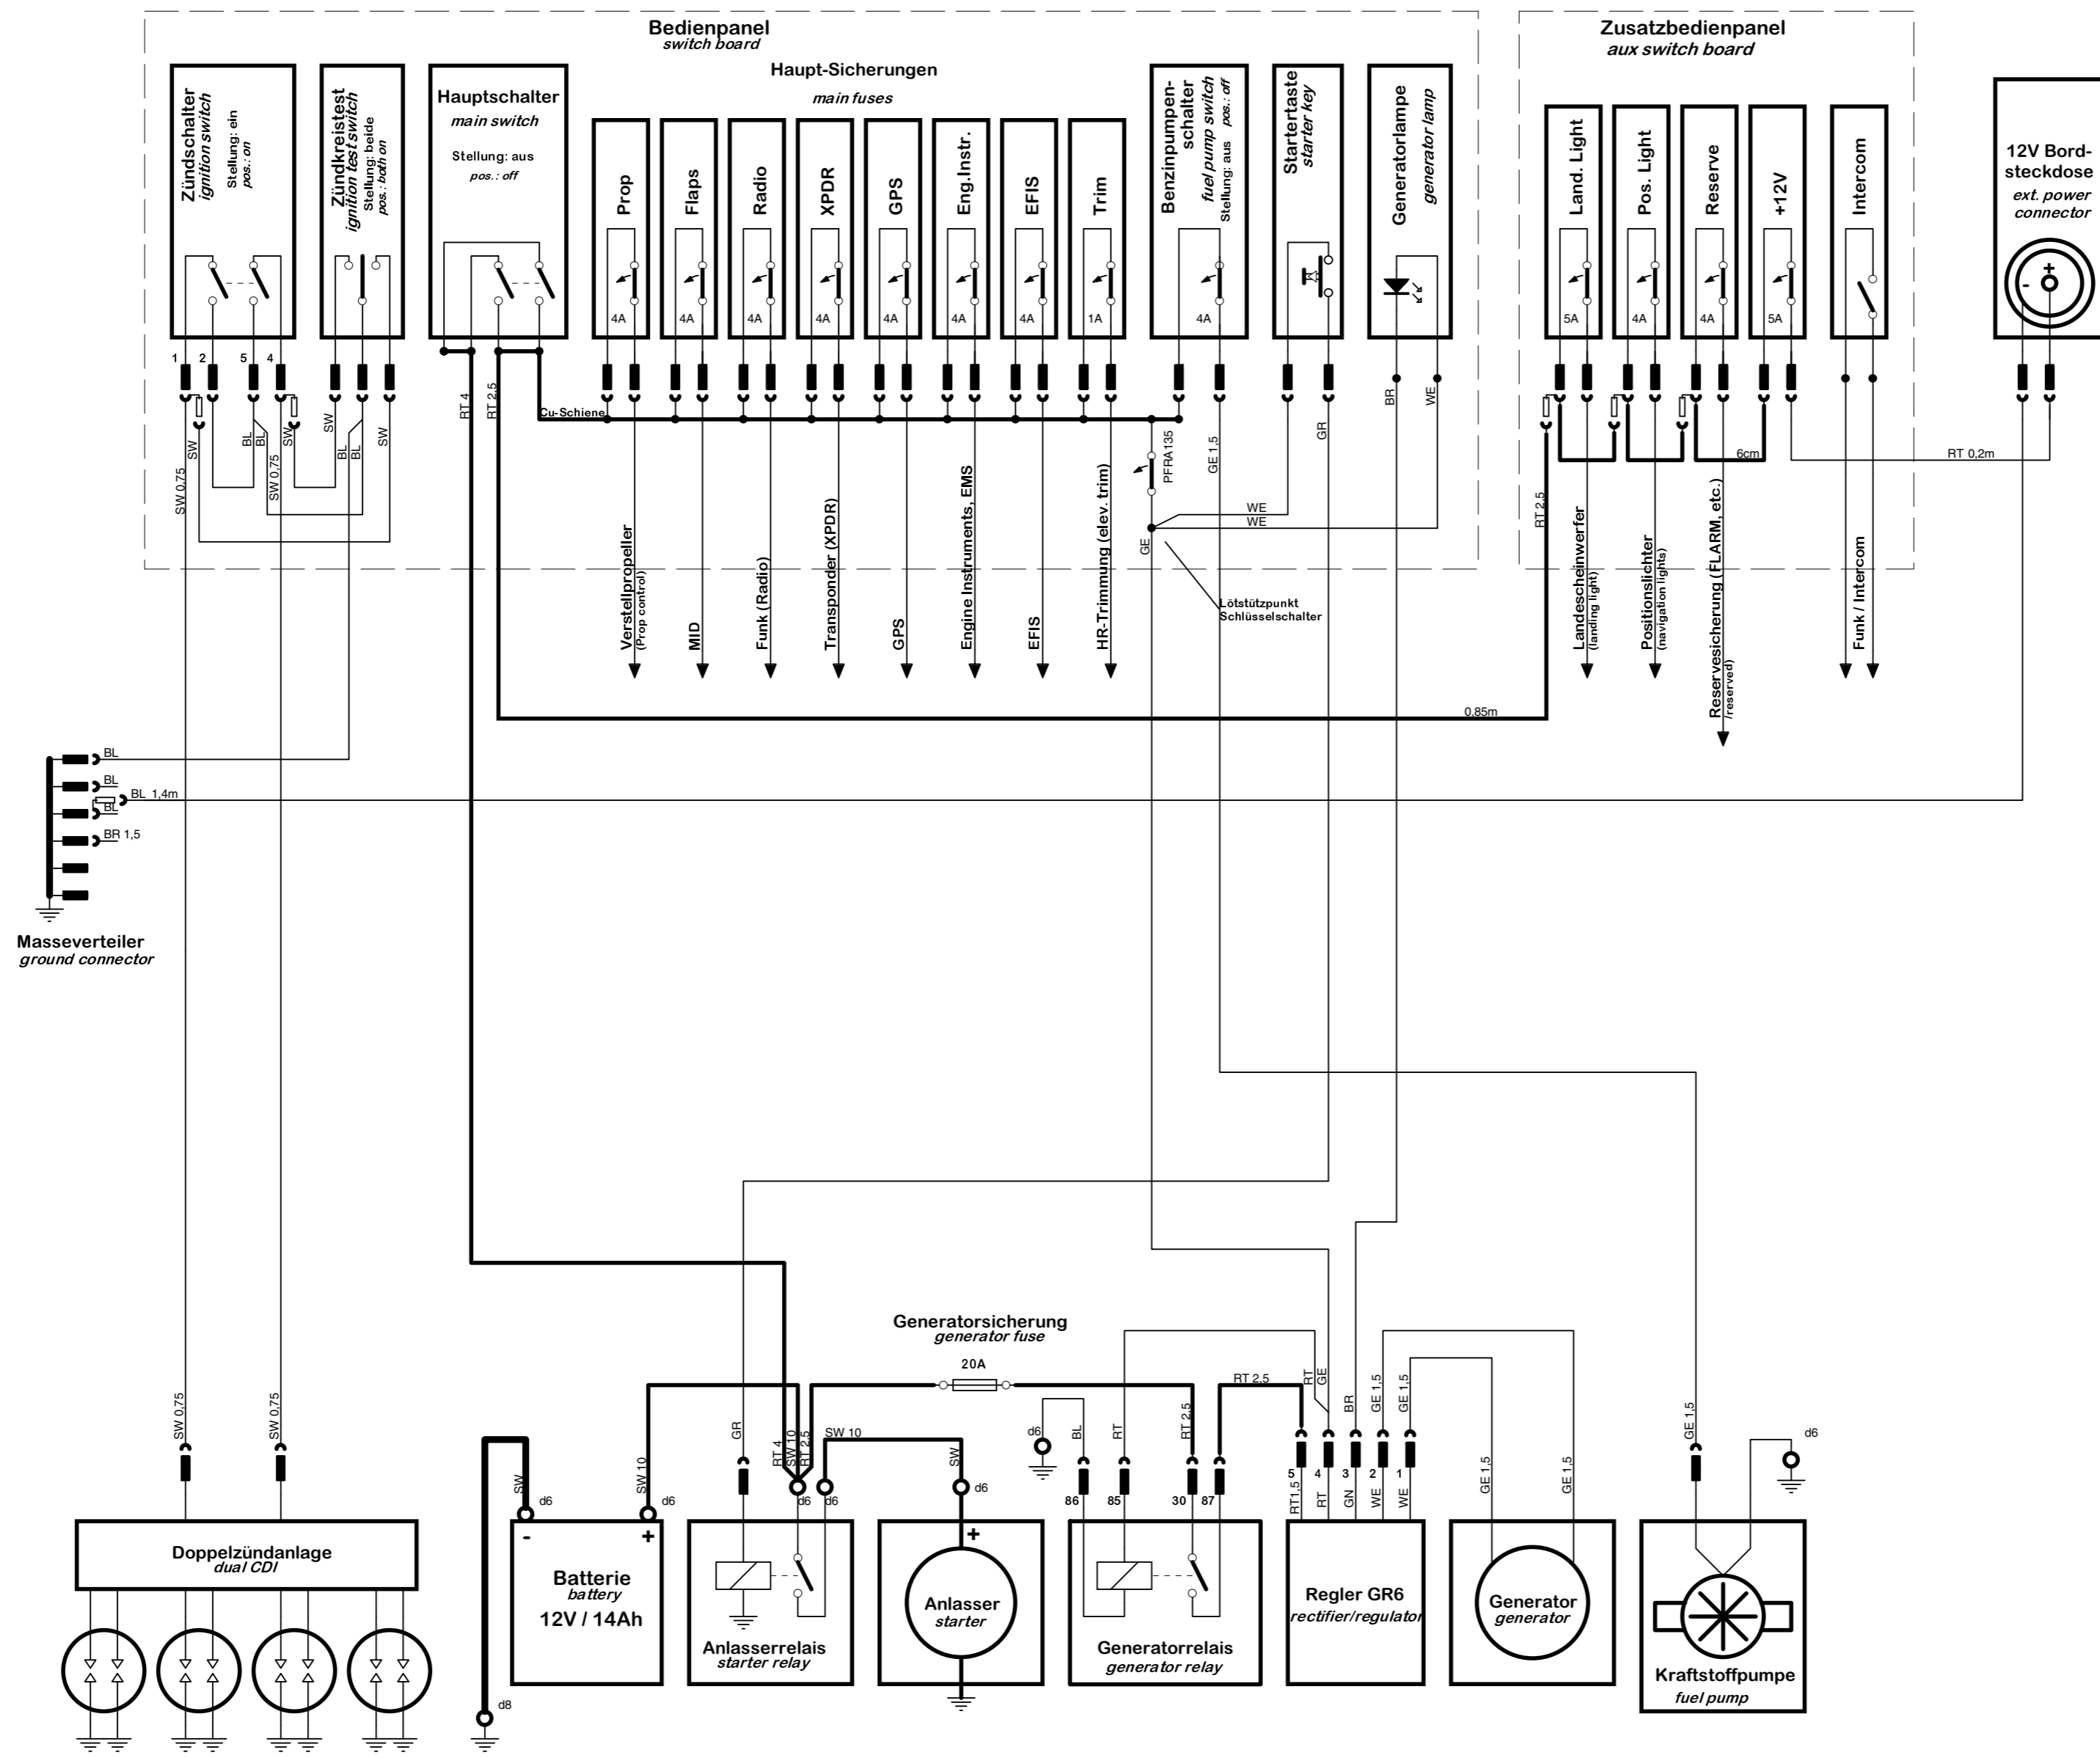 Bedienpanel
switch board
Zusatzbedienpanel
aux switch board
Zündschalter
ignition switch
Stellung: ein
pos.: on
Zündkreistest
ignition test switch
Stellung: beide
pos.: both on
Hauptschalter
main switch
Stellung: aus
pos.: off
Haupt-Sicherungen
main fuses
Prop
4A
Flaps
4A
Radio
4A
XPDR
4A
GPS
4A
Eng.Instr.
4A
EFIS
4A
Trim
1A
Benzinpumpen-
schalter
fuel pump switch
Stellung: aus pos.: off
4A
Startertaste
starter key
Generatorlampe
generator lamp
Land. Light
5A
Pos. Light
4A
Reserve
4A
+12V
5A
Intercom
12V Bord-
steckdose
ext. power
connector
+
-
1
2
5
4
SW
SW 0,75
BL
BL
SW
SW 0,75
SW
BL
BL
SW
RT 4
RT 2,5
Cu-Schiene
PFRA135
GE 1,5
GR
BR
WE
WE
WE
GE
Lötstützpunkt
Schlüsselschalter
6cm
RT 0,2m
RT 2,5
Verstellpropeller
(Prop control)
MID
Funk (Radio)
Transponder (XPDR)
GPS
Engine Instruments, EMS
EFIS
HR-Trimmung (elev. trim)
Landescheinwerfer
(landing light)
Positionslichter
(navigation lights)
Reservesicherung (FLARM, etc.)
/reserved)
Funk / Intercom
0,85m
BL
BL
BL 1,4m
BL
BR 1,5
Masseverteiler
ground connector
Generatorsicherung
generator fuse
20A
SW 0,75
SW 0,75
SW
d6
SW 10
d6
GR
RT 4
SW 10
RT 2,5
d6
d6
SW 10
SW
d6
d6
BL
RT
RT 2,5
RT 2,5
86
85
30
87
RT
GE
BR
GE 1,5
GE 1,5
5
4
3
2
1
RT1,5
RT
GN
WE
WE
GE 1,5
GE 1,5
GE 1,5
d6
Doppelzündanlage
dual CDI
-
+
Batterie
battery
12V / 14Ah
d8
Anlasserrelais
starter relay
+
Anlasser
starter
Generatorrelais
generator relay
Regler GR6
rectifier/regulator
Generator
generator
Kraftstoffpumpe
fuel pump